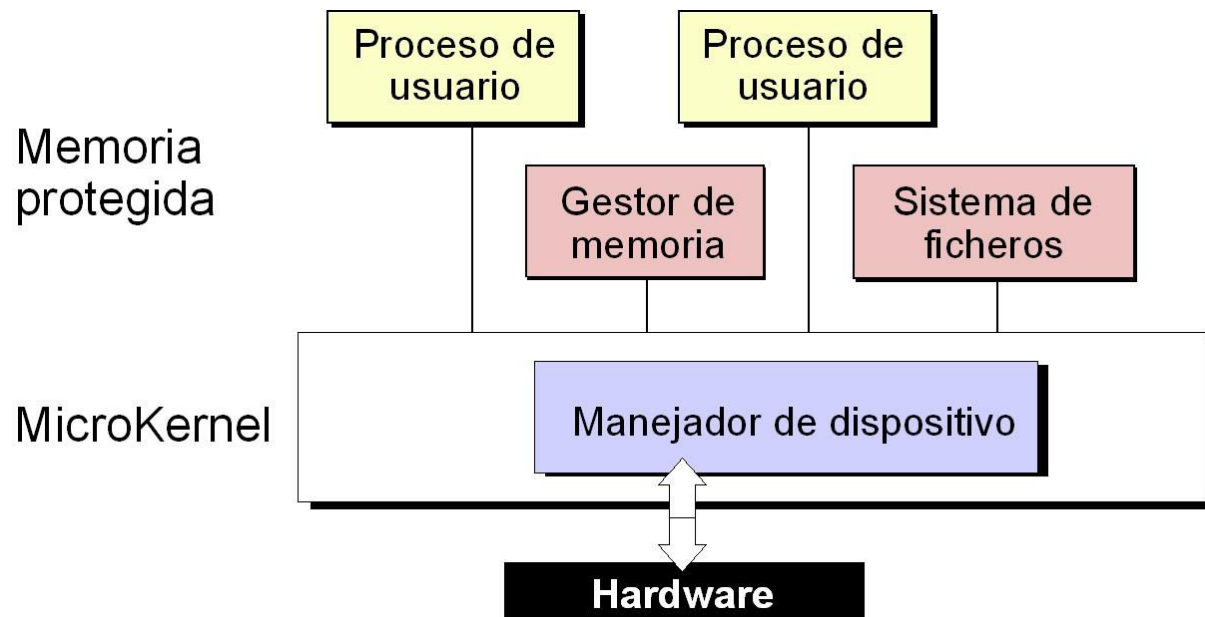 Proceso de
usuario
Proceso de
usuario
Memoria
protegida
Gestor de
memoria
Sistema de
ficheros
MicroKernel
Manejador de dispositivo
Hardware